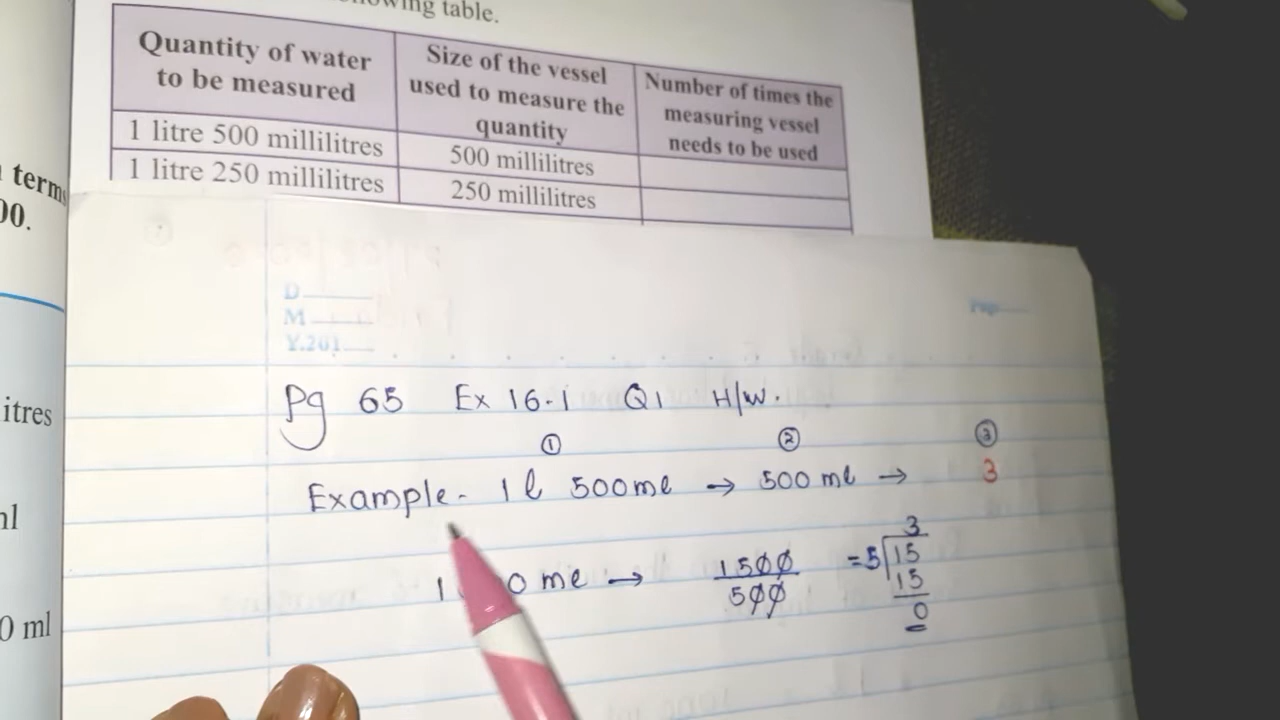 table.
Quantity of water to be measured
Size of the vessel used to measure the quantity
Number of times the measuring vessel needs to be used
1 litre 500 millilitres 500 millilitres
1 litre 250 millilitres 250 millilitres
term
00.
itres
ml
0 ml
D
M
Y.201
Pg 65 Ex 16.1 Q1 H/W.
① ② ③
Example - 1 l 500 ml → 500 ml → 3
ml → 1500/500 = 5)15
3
15
0